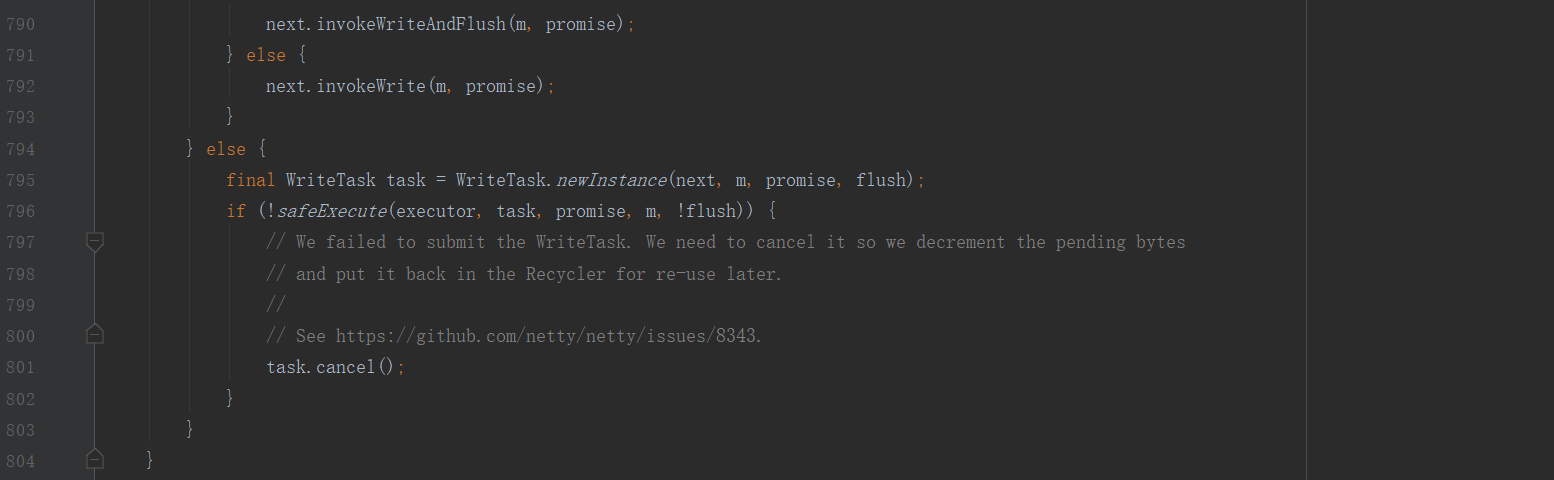 790 next.invokeWriteAndFlush(m, promise);
791 } else {
792 next.invokeWrite(m, promise);
793 }
794 } else {
795 final WriteTask task = WriteTask.newInstance(next, m, promise, flush);
796 if (!safeExecute(executor, task, promise, m, !flush)) {
797 // We failed to submit the WriteTask. We need to cancel it so we decrement the pending bytes
798 // and put it back in the Recycler for re-use later.
799 //
800 // See https://github.com/netty/netty/issues/8343.
801 task.cancel();
802 }
803 }
804 }